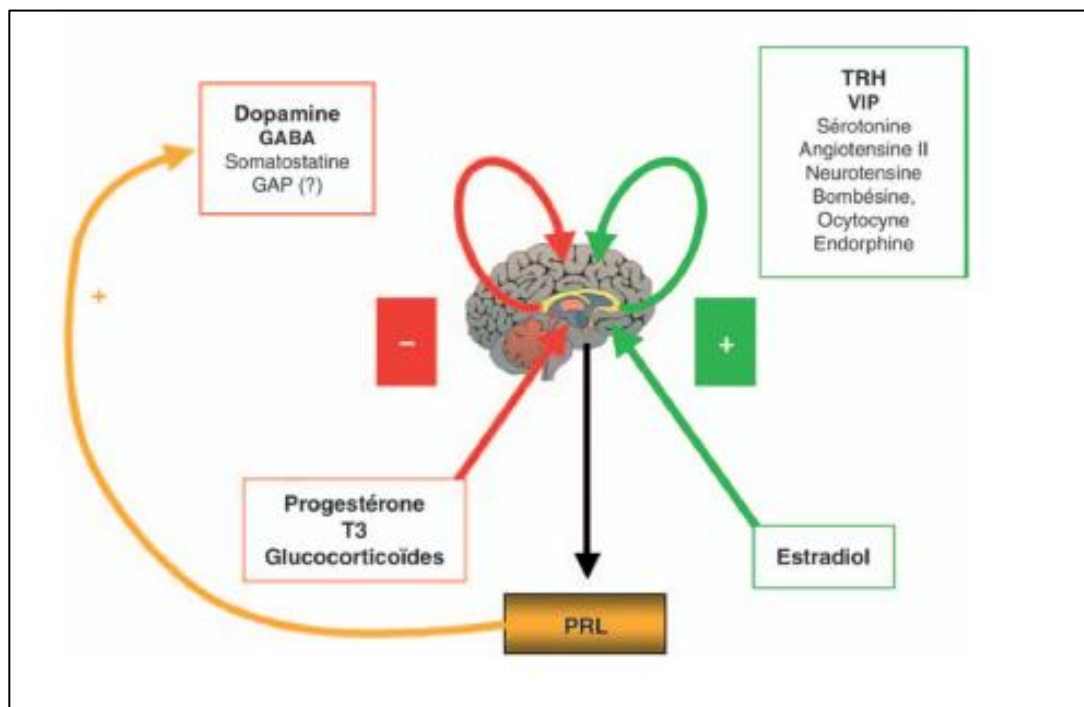 Dopamine
GABA
Somatostatine
GAP (?)
TRH
VIP
Sérotonine
Angiotensine II
Neurotensine
Bombésine,
Ocytocyne
Endorphine
+
−
+
Progestérone
T3
Glucocorticoïdes
Estradiol
PRL